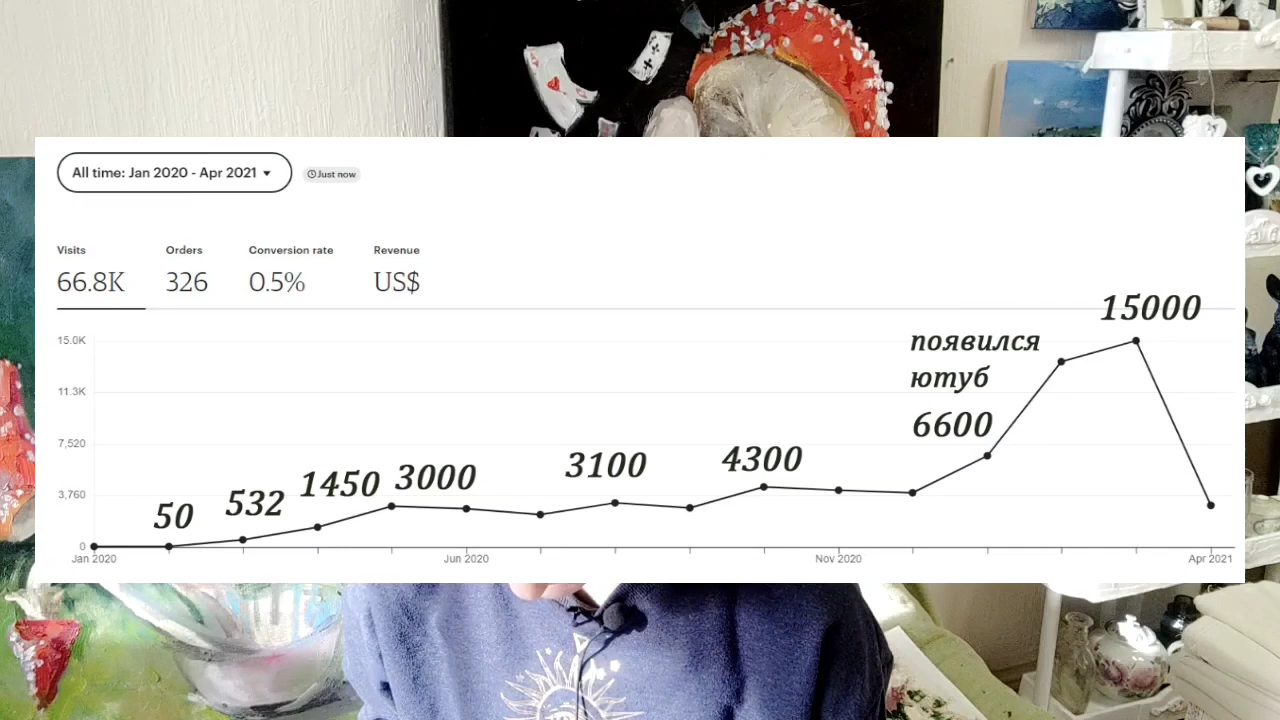 All time: Jan 2020 - Apr 2021
Just now
Visits Orders Conversion rate Revenue
66.8K 326 0.5% US$
15000
15.0K
появился
ютуб
11.3K
6600
7,520
4300
3100
1450 3000
3,760
532
50
0
Jan 2020 Jun 2020 Nov 2020 Apr 2021